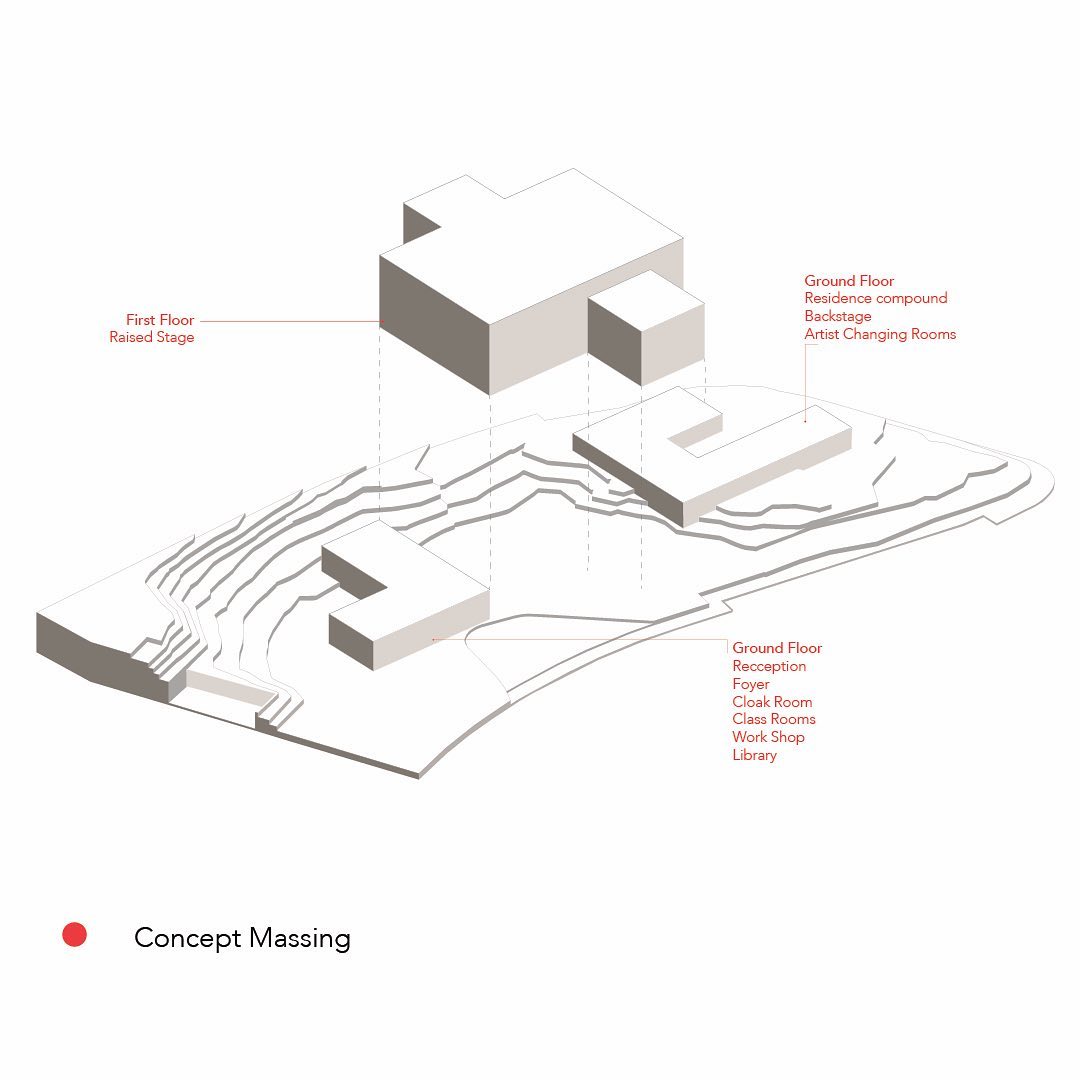 First Floor
Raised Stage
Ground Floor
Residence compound
Backstage
Artist Changing Rooms
Ground Floor
Recception
Foyer
Cloak Room
Class Rooms
Work Shop
Library
Concept Massing